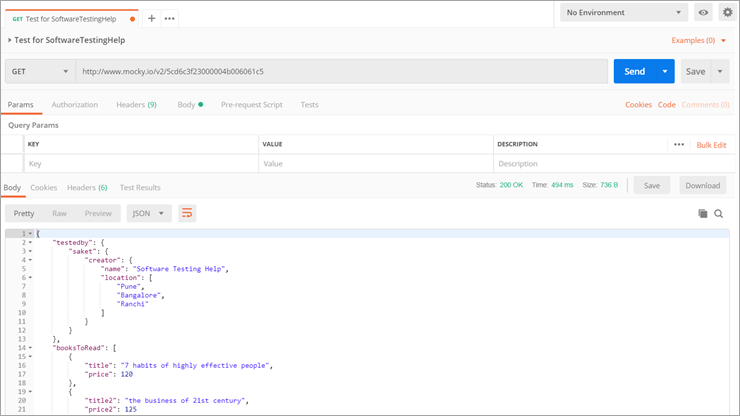 GET Test for SoftwareTestingHelp
No Environment
Test for SoftwareTestingHelp
Examples (0)
GET http://www.mocky.io/v2/5cd6c3f23000004b006061c5 Send Save
Params Authorization Headers (9) Body Pre-request Script Tests Cookies Code Comments (0)
Query Params
KEY VALUE DESCRIPTION Bulk Edit
Key Value Description
Body Cookies Headers (6) Test Results Status: 200 OK Time: 494 ms Size: 736 B Save Download
Pretty Raw Preview JSON
1 {
2 "testedby": {
3 "saket": {
4 "creator": {
5 "name": "Software Testing Help",
6 "location": [
7 "Pune",
8 "Bangalore",
9 "Ranchi"
10 ]
11 }
12 }
13 },
14 "booksToRead": [
15 {
16 "title": "7 habits of highly effective people",
17 "price": 120
18 },
19 {
20 "title2": "the business of 21st century",
21 "price2": 125